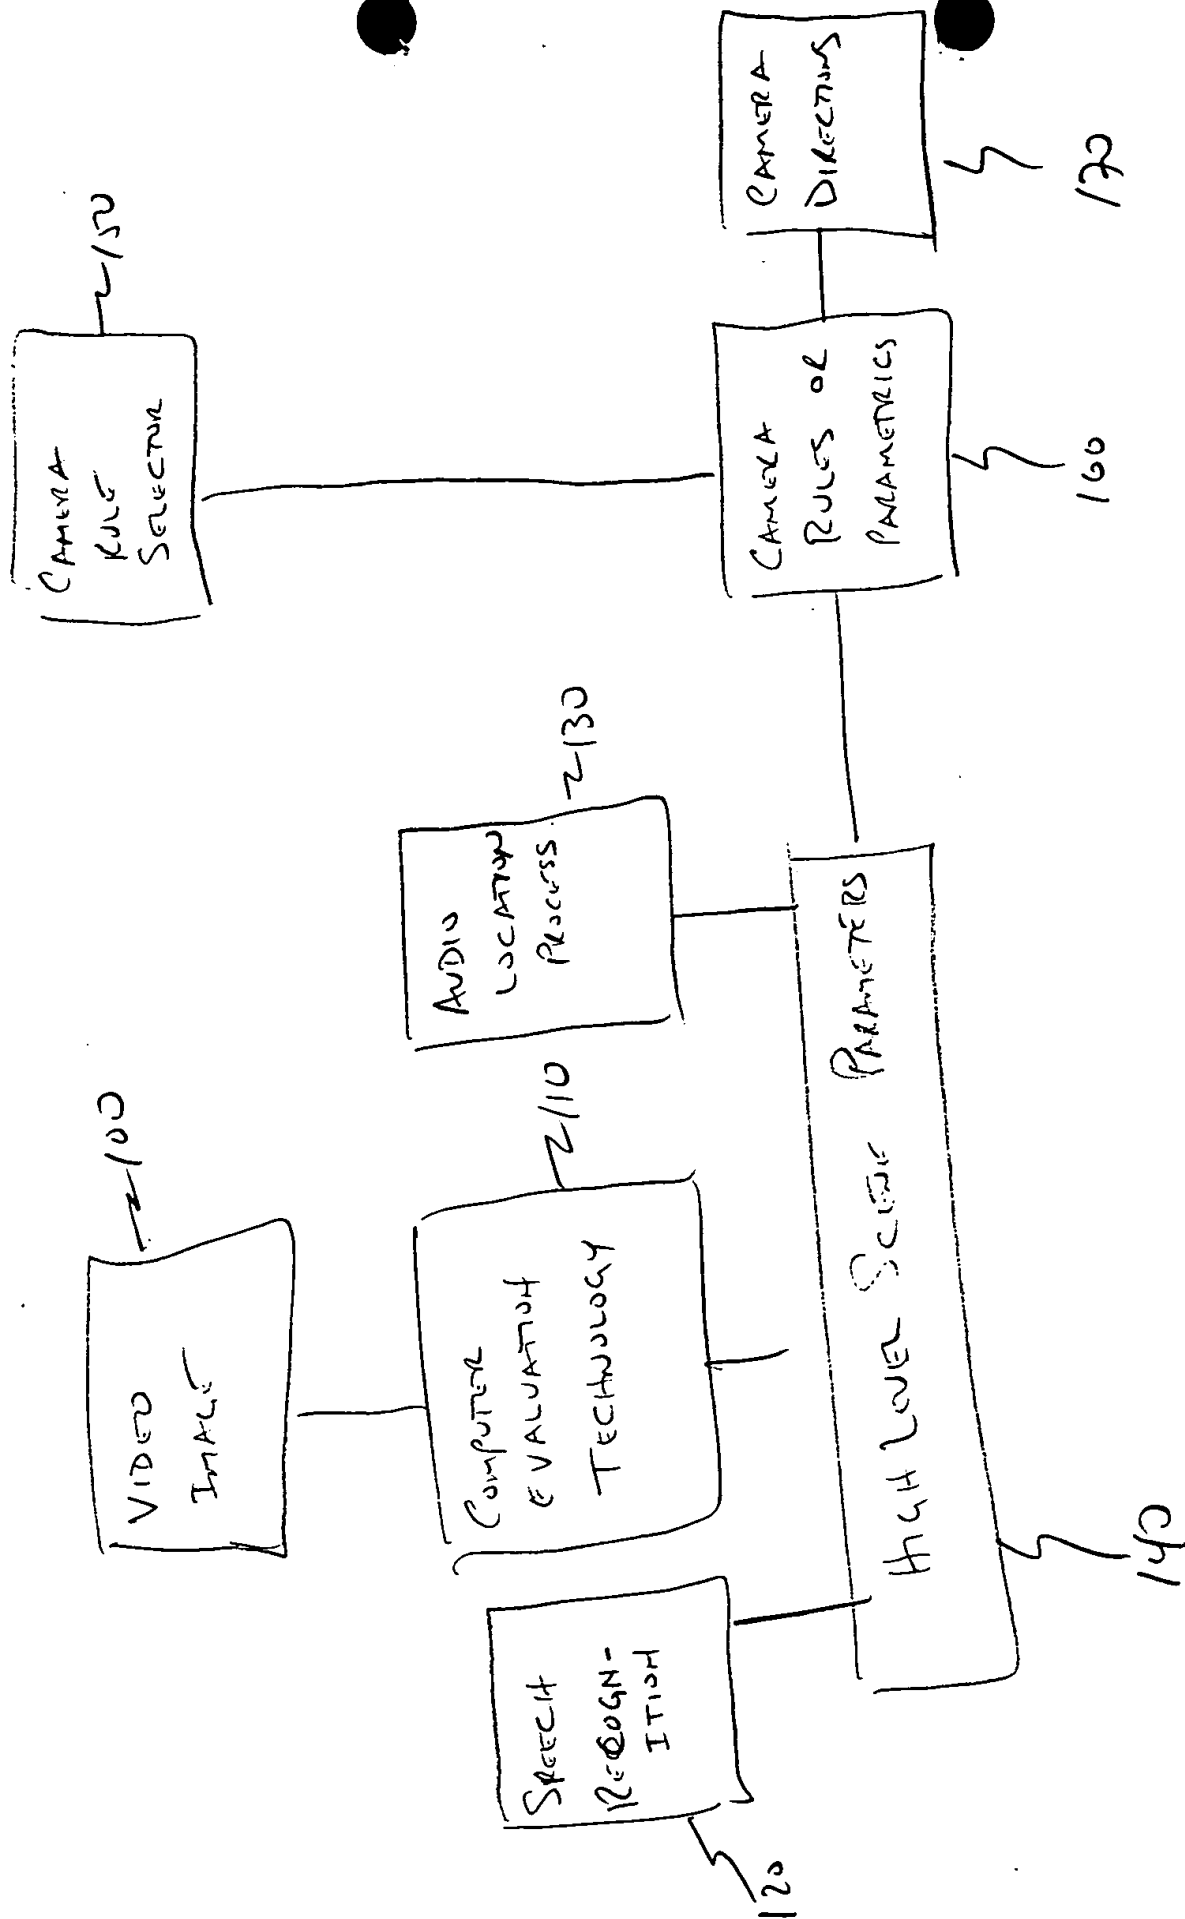 VIDEO
IMAGE
100
CAMERA
RULE
SELECTOR
150
COMPUTER
EVALUATION
TECHNOLOGY
110
AUDIO
LOCATION
PROCESS
130
SPEECH
RECOGN-
ITION
120
HIGH LEVEL SCENE PARAMETERS
140
CAMERA
RULES OR
PARAMETRICS
160
CAMERA
DIRECTIONS
170